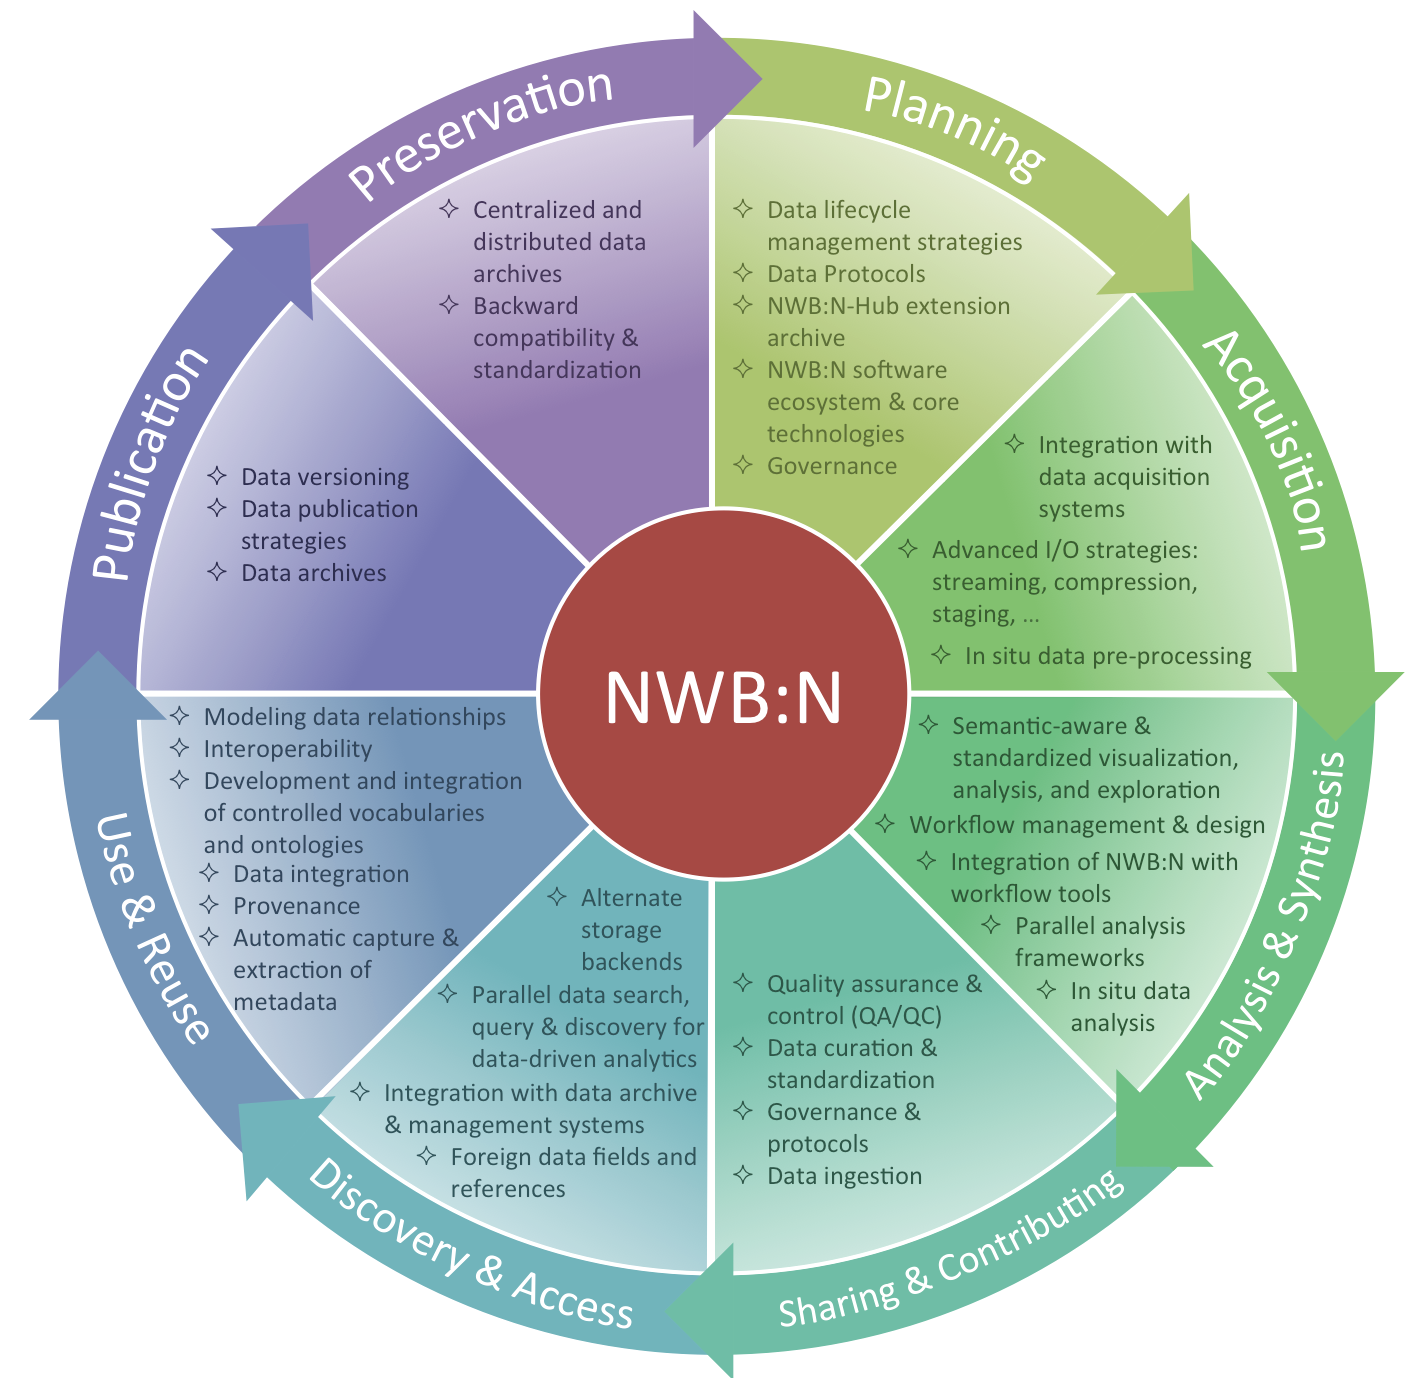 Preservation
Planning
Acquisition
Analysis & Synthesis
Sharing & Contributing
Discovery & Access
Use & Reuse
Publication
NWB:N
✧ Centralized and
distributed data
archives
✧ Backward
compatibility &
standardization
✧ Data lifecycle
management strategies
✧ Data Protocols
✧ NWB:N-Hub extension
archive
✧ NWB:N software
ecosystem & core
technologies
✧ Governance
✧ Integration with
data acquisition
systems
✧ Advanced I/O strategies:
streaming, compression,
staging, ...
✧ In situ data pre-processing
✧ Semantic-aware &
standardized visualization,
analysis, and exploration
✧ Workflow management & design
✧ Integration of NWB:N with
workflow tools
✧ Parallel analysis
frameworks
✧ In situ data
analysis
✧ Quality assurance &
control (QA/QC)
✧ Data curation &
standardization
✧ Governance &
protocols
✧ Data ingestion
✧ Alternate
storage
backends
✧ Parallel data search,
query & discovery for
data-driven analytics
✧ Integration with data archive
& management systems
✧ Foreign data fields and
references
✧ Modeling data relationships
✧ Interoperability
✧ Development and integration
of controlled vocabularies
and ontologies
✧ Data integration
✧ Provenance
✧ Automatic capture &
extraction of
metadata
✧ Data versioning
✧ Data publication
strategies
✧ Data archives